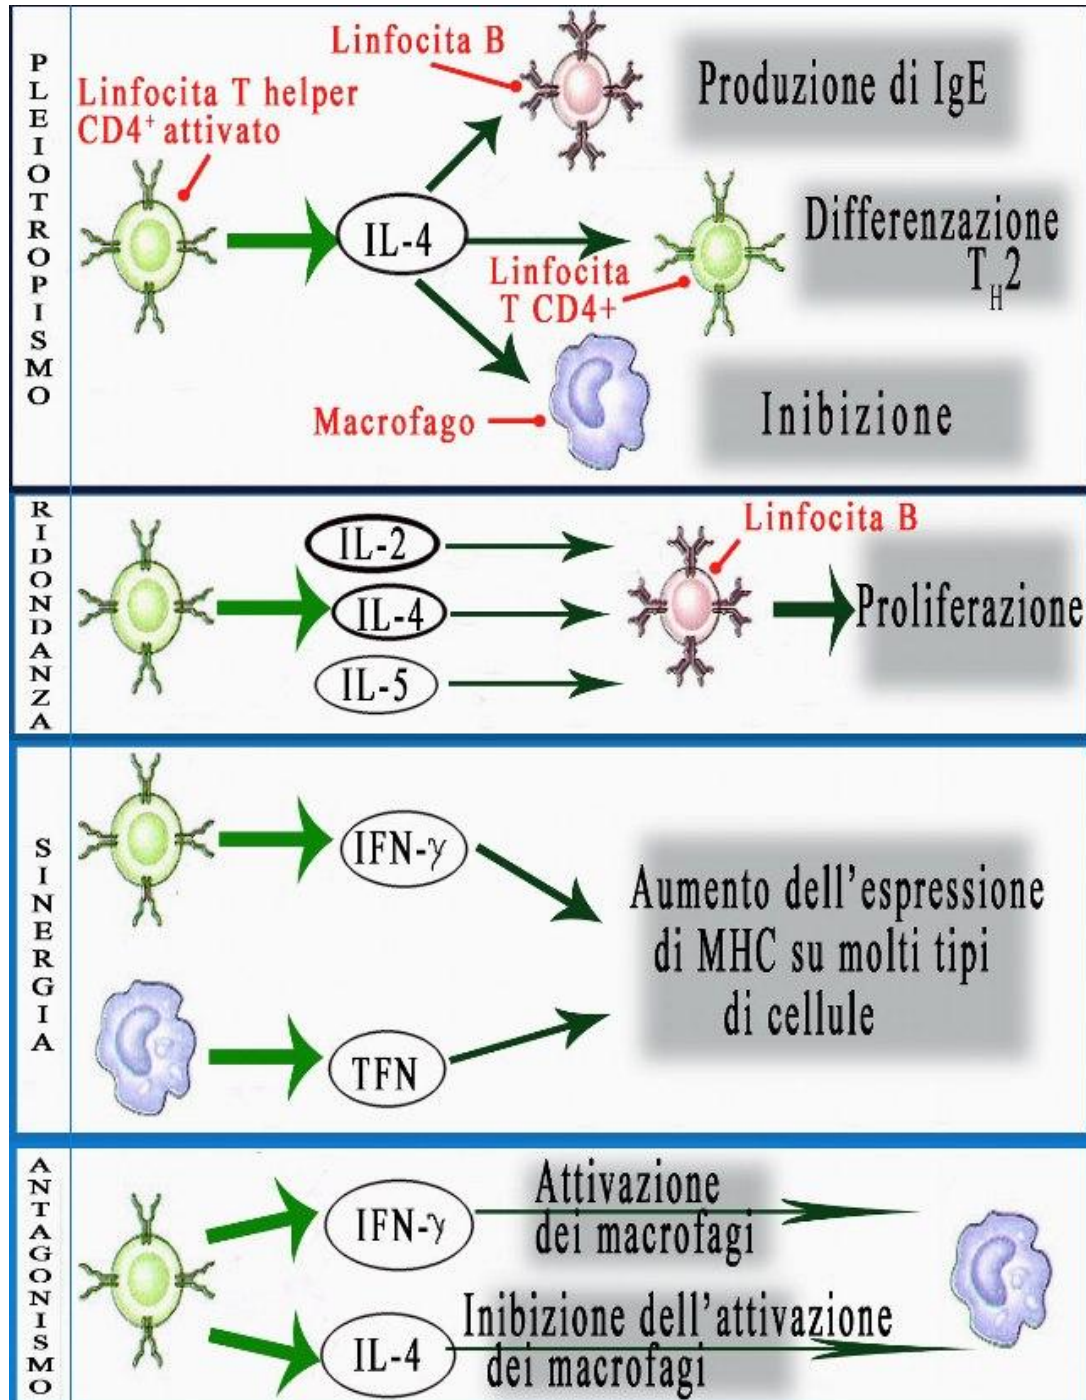 PLEIOTROPISMO
Linfocita B
Produzione di IgE
Linfocita T helper
CD4+ attivato
IL-4
Differenzazione
TH2
Linfocita
T CD4+
Macrofago
Inibizione
RIDONDANZA
IL-2
IL-4
IL-5
Linfocita B
Proliferazione
SINERGIA
IFN-γ
TFN
Aumento dell'espressione
di MHC su molti tipi
di cellule
ANTAGONISMO
IFN-γ
Attivazione
dei macrofagi
IL-4
Inibizione dell'attivazione
dei macrofagi